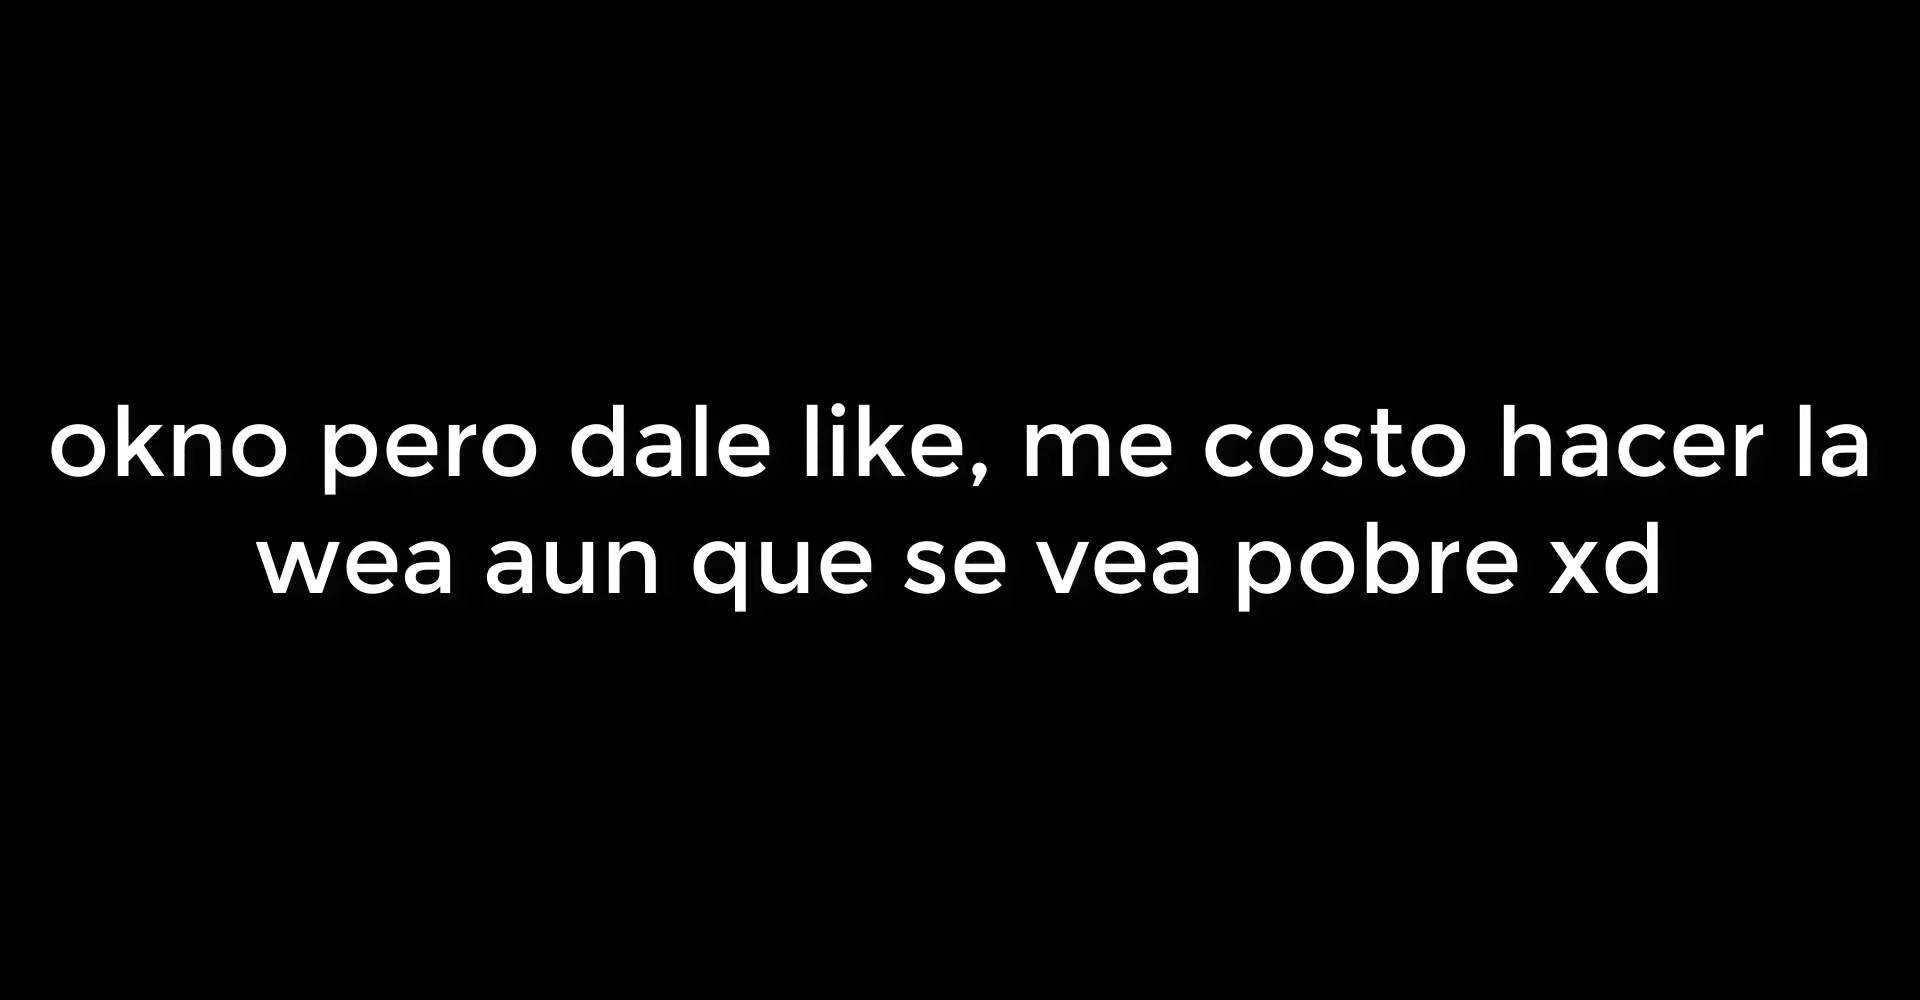 okno pero dale like, me costo hacer la
wea aun que se vea pobre xd